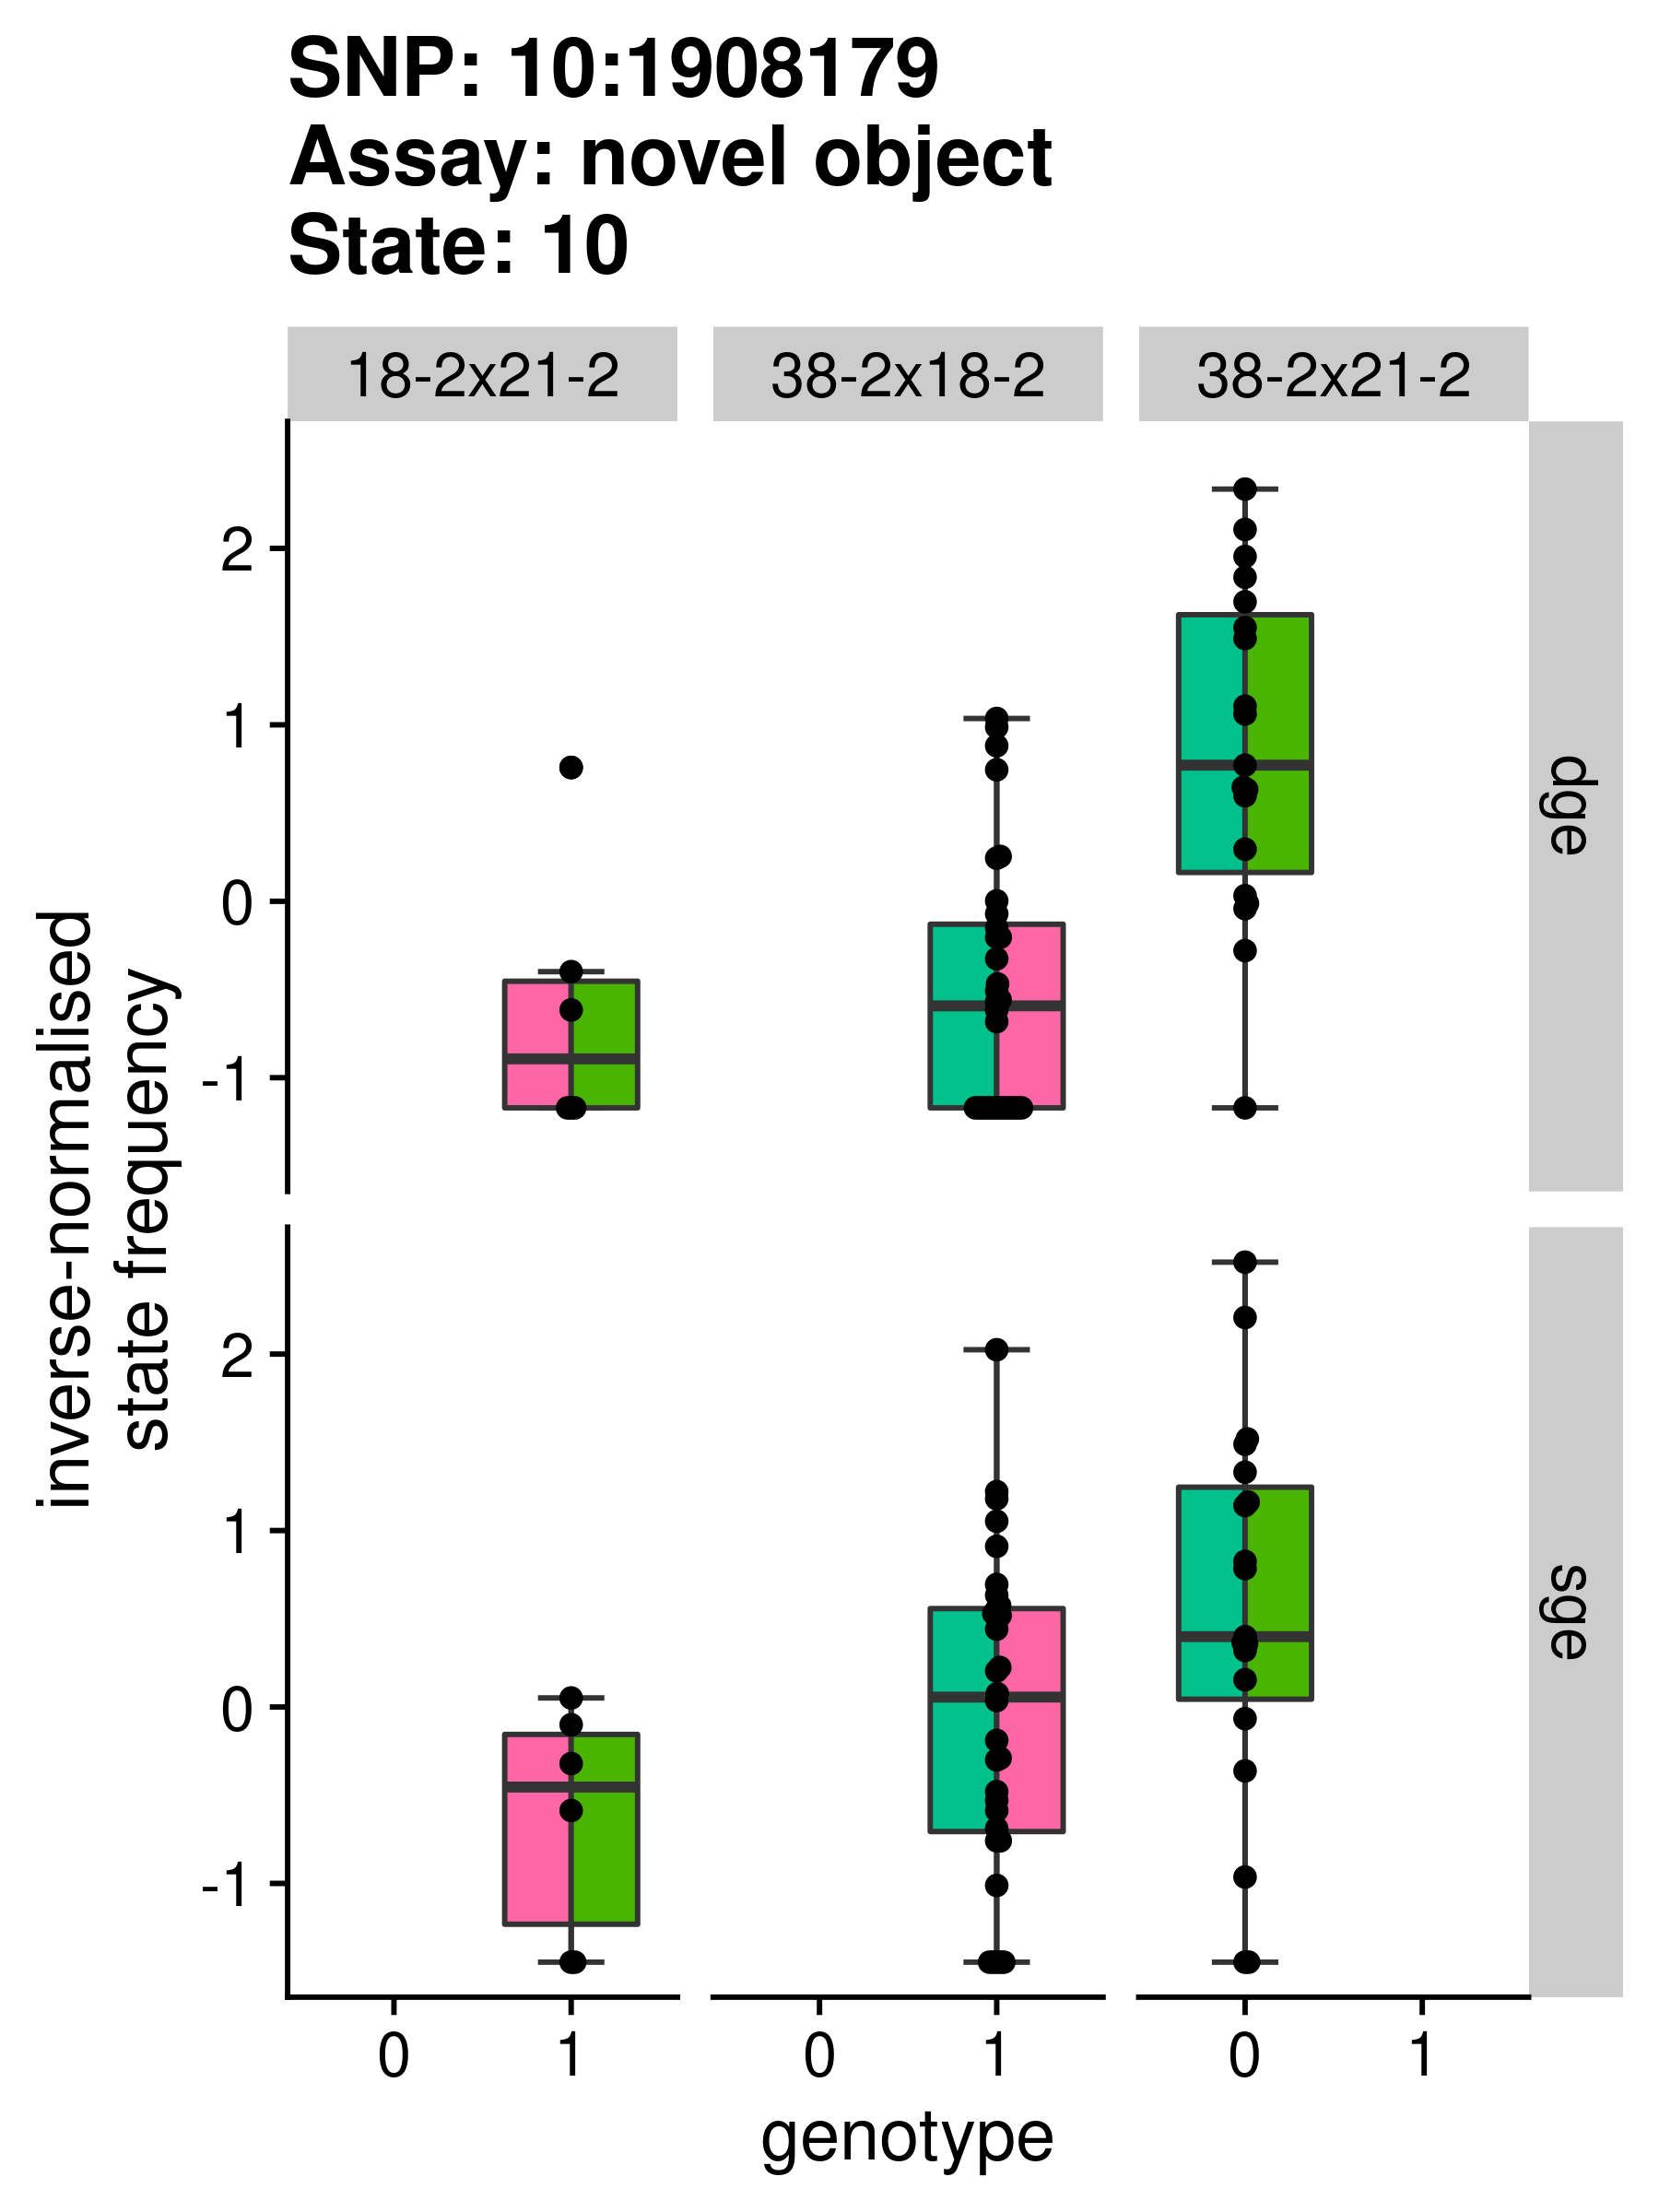 SNP: 10:1908179
Assay: novel object
State: 10
18-2x21-2 38-2x18-2 38-2x21-2
inverse-normalised
state frequency
2
1
0
-1
dge
2
1
0
-1
sge
0 1 0 1 0 1
genotype